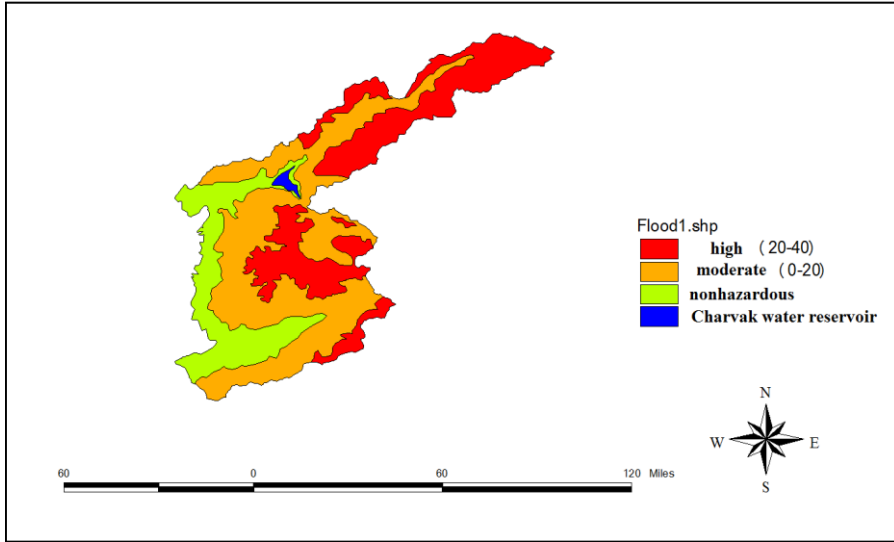 Flood1.shp
high (20-40)
moderate (0-20)
nonhazardous
Charvak water reservoir
N
W E
S
60 0 60 120 Miles